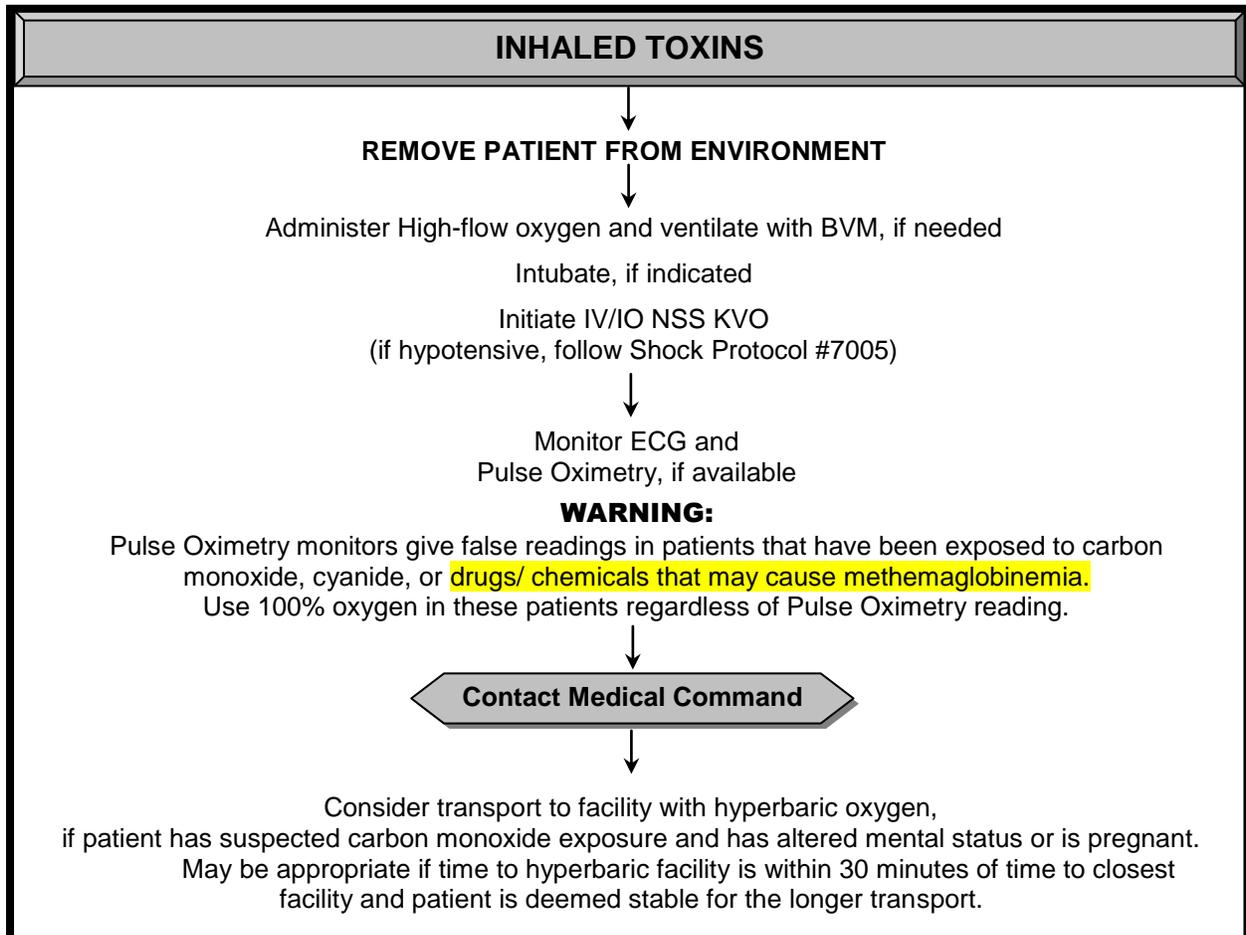 INHALED TOXINS
REMOVE PATIENT FROM ENVIRONMENT
Administer High-flow oxygen and ventilate with BVM, if needed
Intubate, if indicated
Initiate IV/IO NSS KVO
(if hypotensive, follow Shock Protocol #7005)
Monitor ECG and
Pulse Oximetry, if available
WARNING:
Pulse Oximetry monitors give false readings in patients that have been exposed to carbon
monoxide, cyanide, or drugs/ chemicals that may cause methemaglobinemia.
Use 100% oxygen in these patients regardless of Pulse Oximetry reading.
Contact Medical Command
Consider transport to facility with hyperbaric oxygen,
if patient has suspected carbon monoxide exposure and has altered mental status or is pregnant.
May be appropriate if time to hyperbaric facility is within 30 minutes of time to closest
facility and patient is deemed stable for the longer transport.